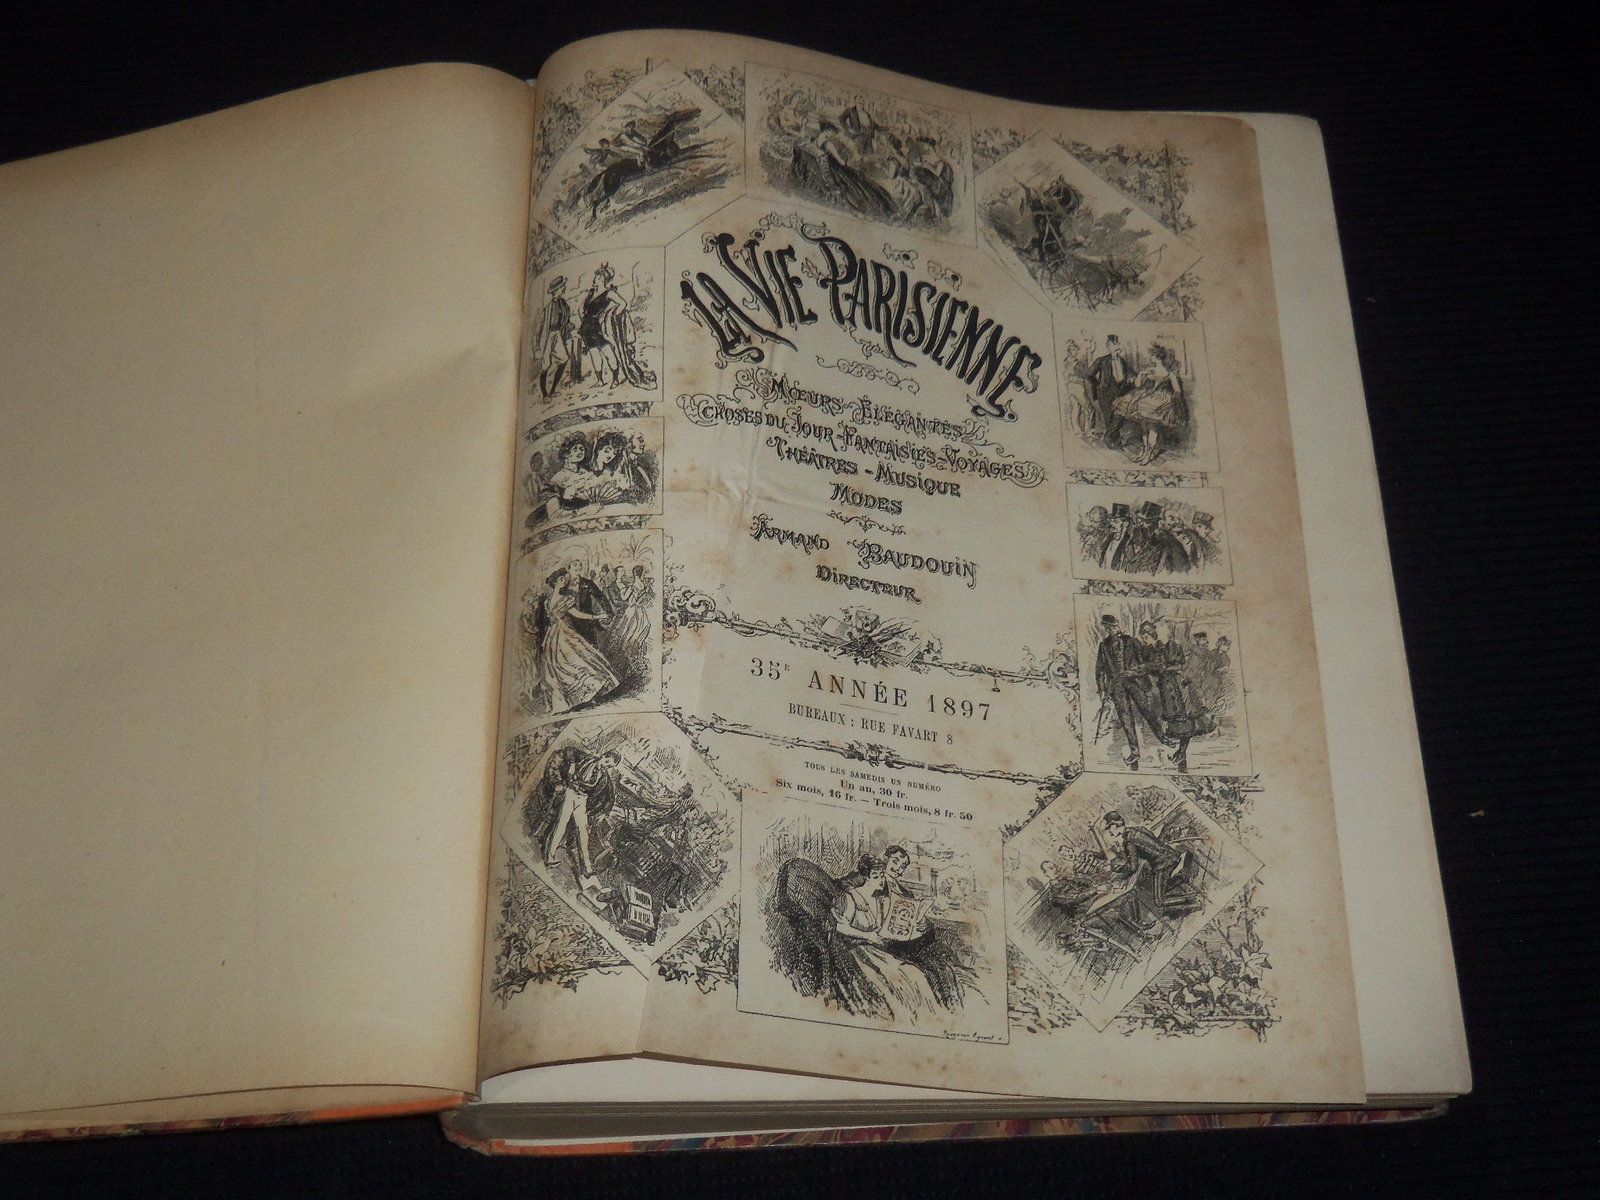 LA VIE PARISIENNE
MŒURS ÉLÉGANTES
CHOSES DU JOUR - FANTAISIES - VOYAGES
THÉÂTRES - MUSIQUE
MODES
ARMAND BAUDOUIN
DIRECTEUR
35E ANNÉE 1897
BUREAUX : RUE FAVART 8
TOUS LES SAMEDIS UN NUMÉRO
Un an, 30 fr.
Six mois, 16 fr. — Trois mois, 8 fr. 50